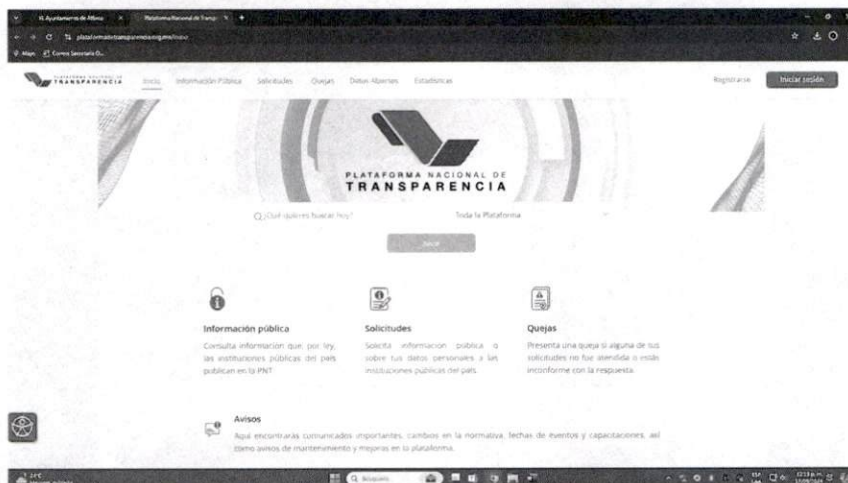 H. Ayuntamiento de
Plataforma Nacional de Transp
plataformadetransparencia.org.mx/Inicio
Maps
PLATAFORMA NACIONAL DE
TRANSPARENCIA
Inicio
Información Pública
Solicitudes
Quejas
Datos Abiertos
Estadísticas
Registrarse
Iniciar sesión
PLATAFORMA NACIONAL DE
TRANSPARENCIA
¿Qué quieres buscar hoy?
Toda la Plataforma
Información pública
Consulta información que, por ley,
las instituciones públicas del país
publican en la PNT.
Solicitudes
Solicita información pública o
sobre tus datos personales a las
instituciones públicas del país.
Quejas
Presenta una queja si alguna de tus
solicitudes no fue atendida o estás
inconforme con la respuesta.
Avisos
Aquí encontrarás comunicados importantes, cambios en la normativa, fechas de eventos y capacitaciones, así
como avisos de mantenimiento y mejoras en la plataforma.